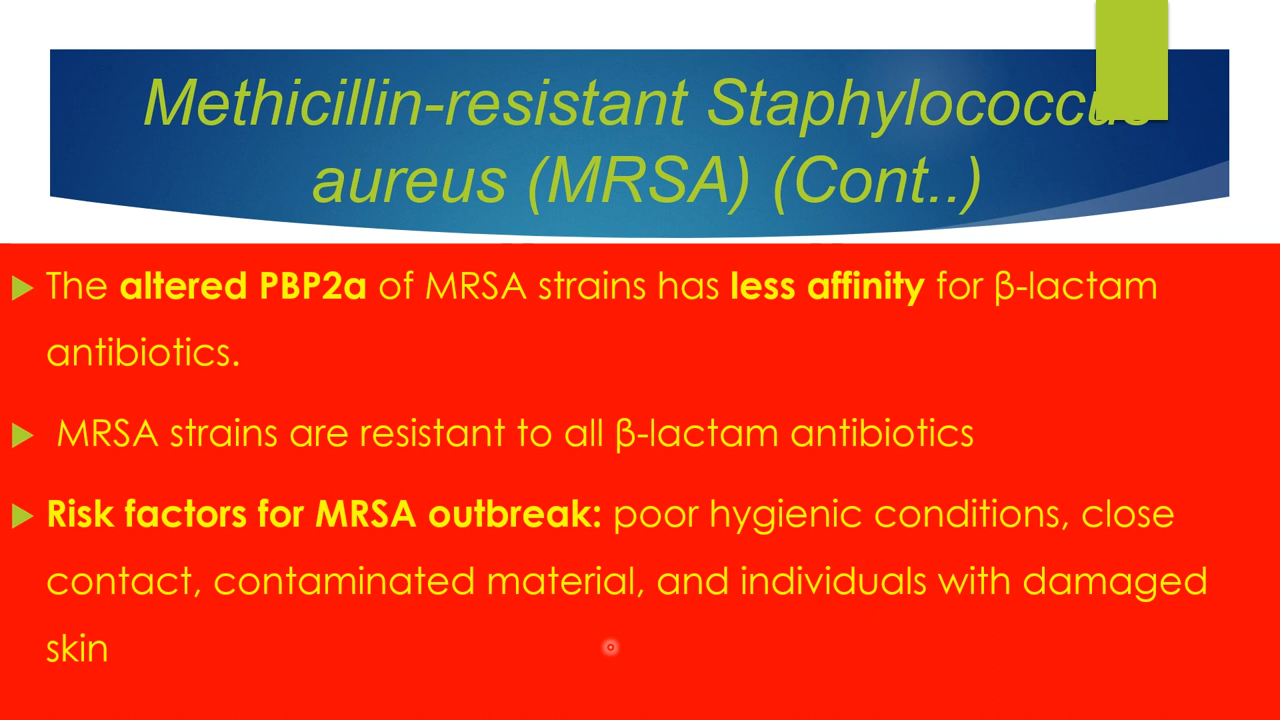 Methicillin-resistant Staphylococcus
aureus (MRSA) (Cont..)
The altered PBP2a of MRSA strains has less affinity for β-lactam
antibiotics.
MRSA strains are resistant to all β-lactam antibiotics
Risk factors for MRSA outbreak: poor hygienic conditions, close
contact, contaminated material, and individuals with damaged
skin